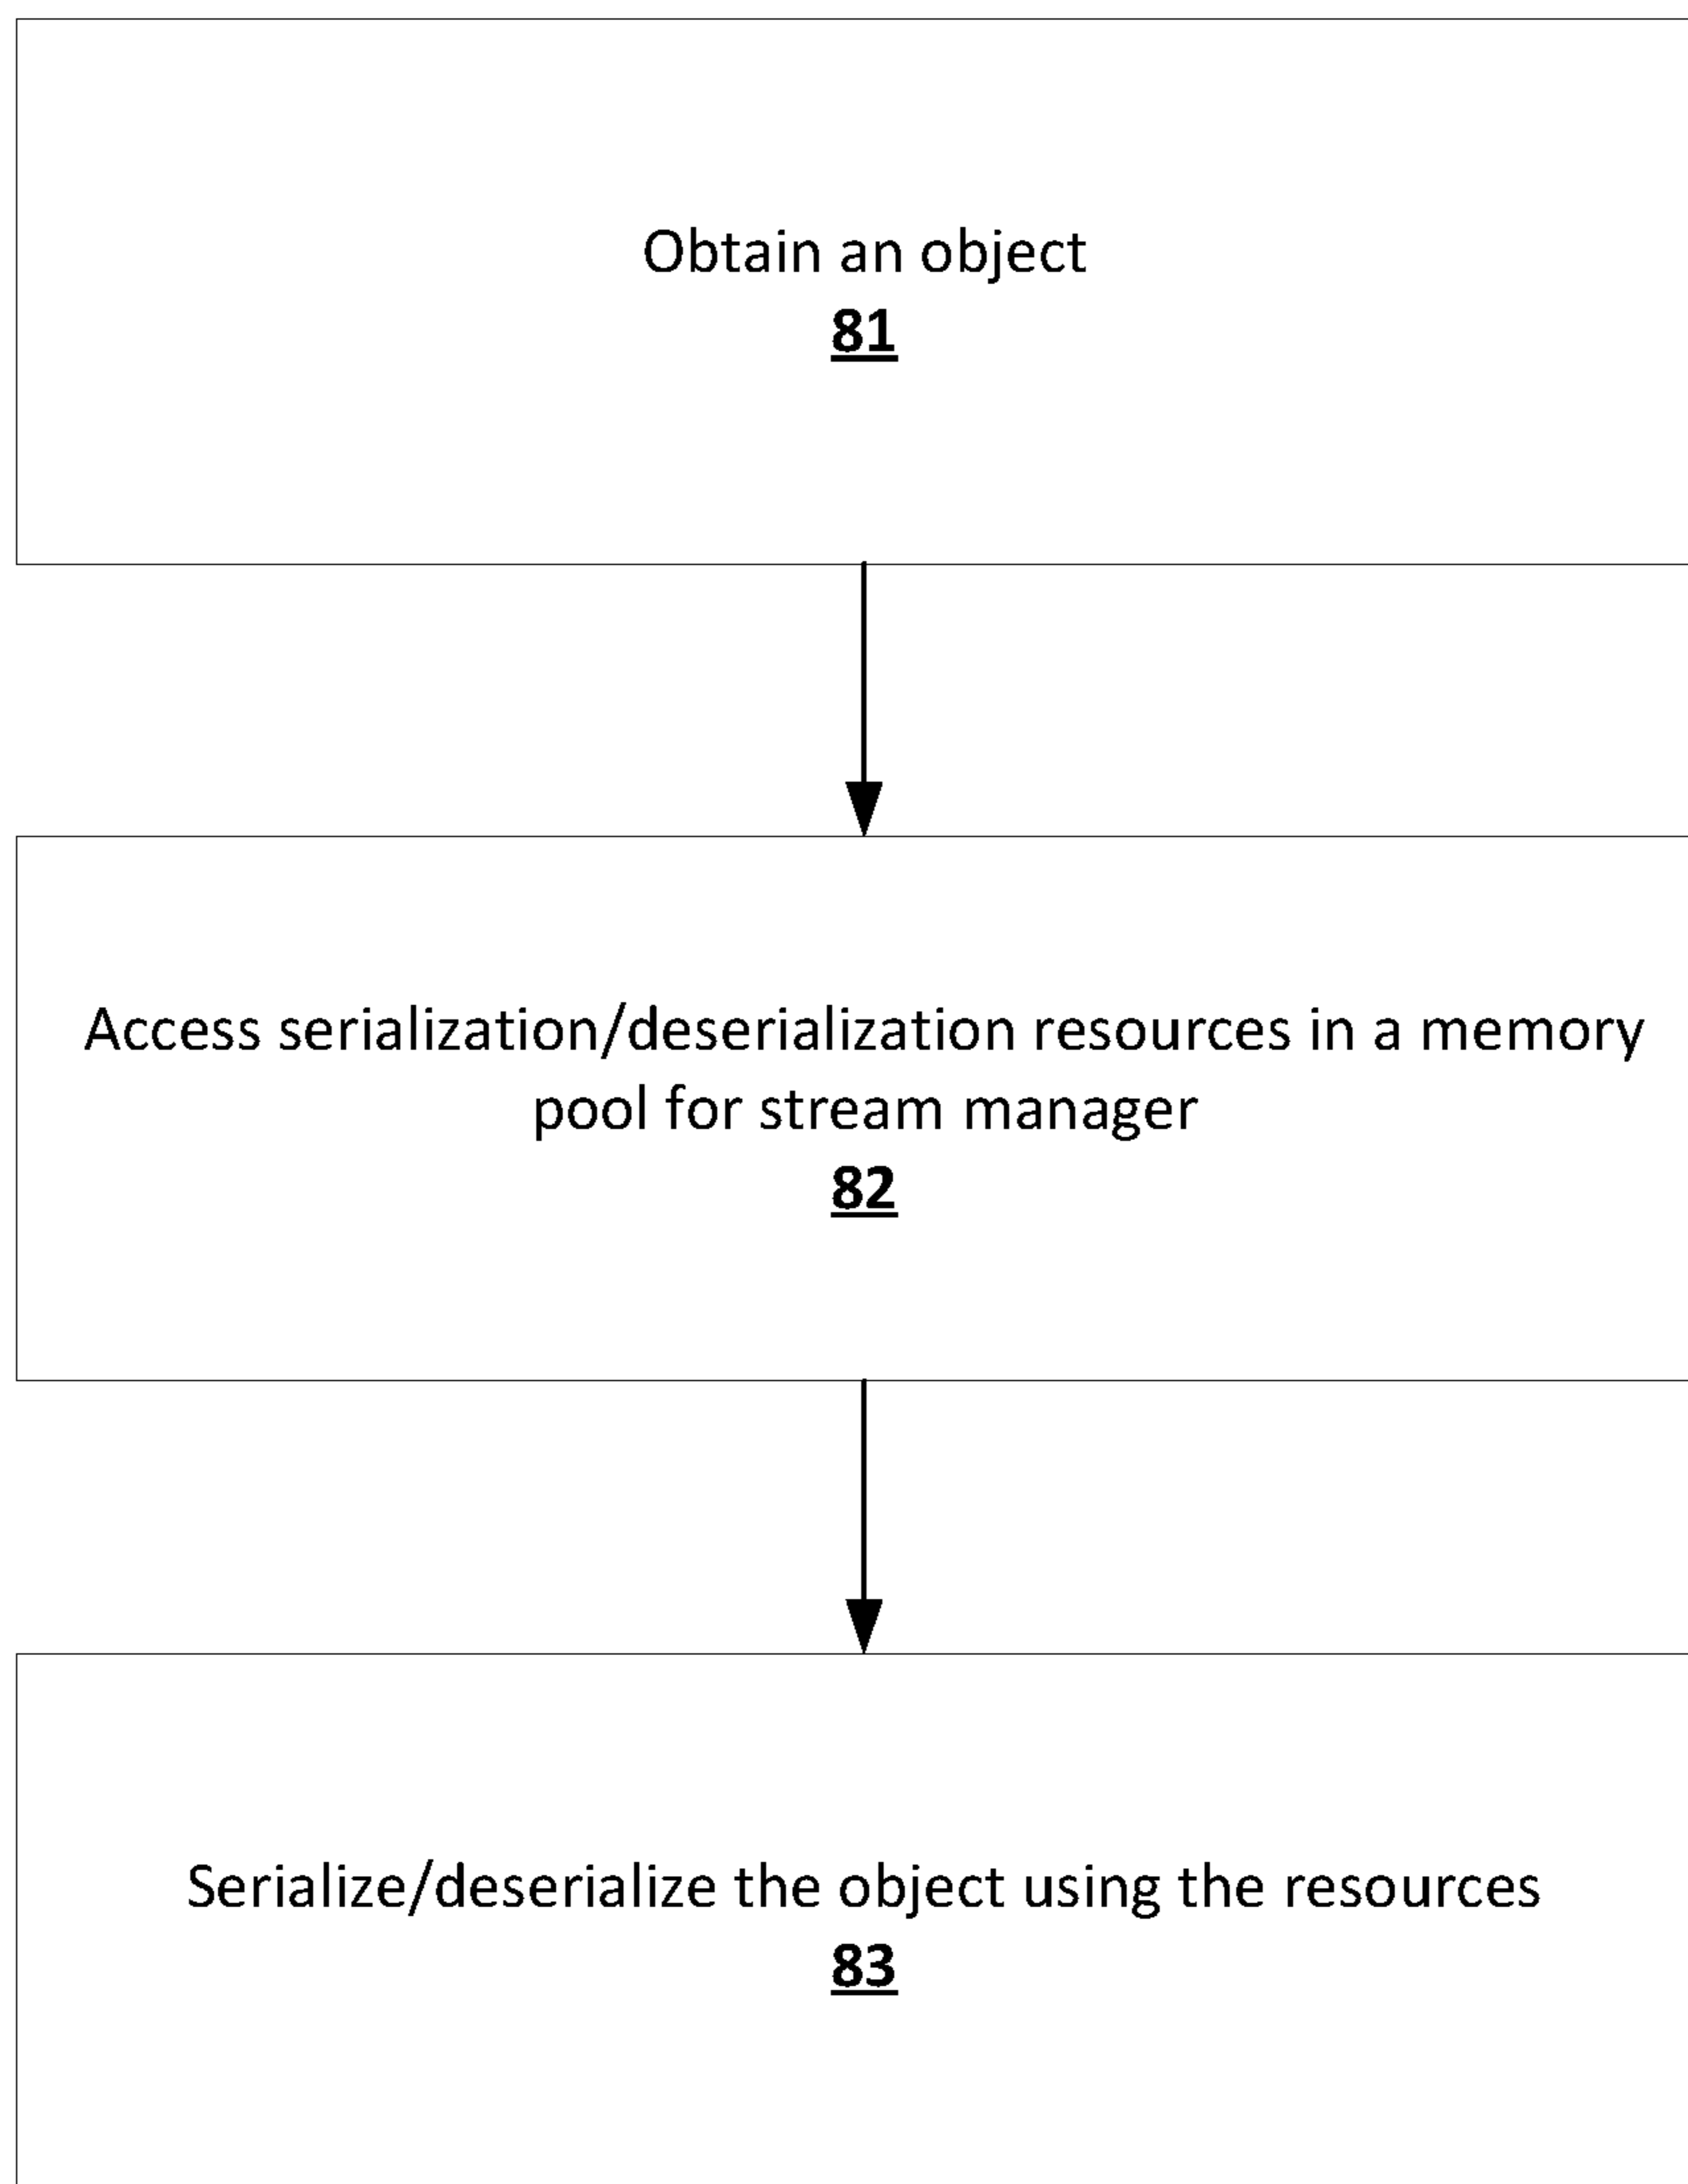 Obtain an object
81
Access serialization/deserialization resources in a memory
pool for stream manager
82
Serialize/deserialize the object using the resources
83